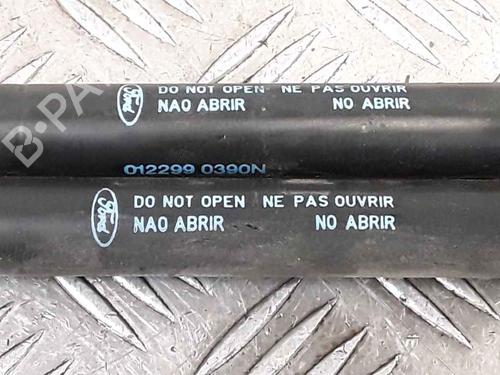 Ford
DO NOT OPEN NE PAS OUVRIR
NAO ABRIR NO ABRIR
012299 0390N
Ford
DO NOT OPEN NE PAS OUVRIR
NAO ABRIR NO ABRIR